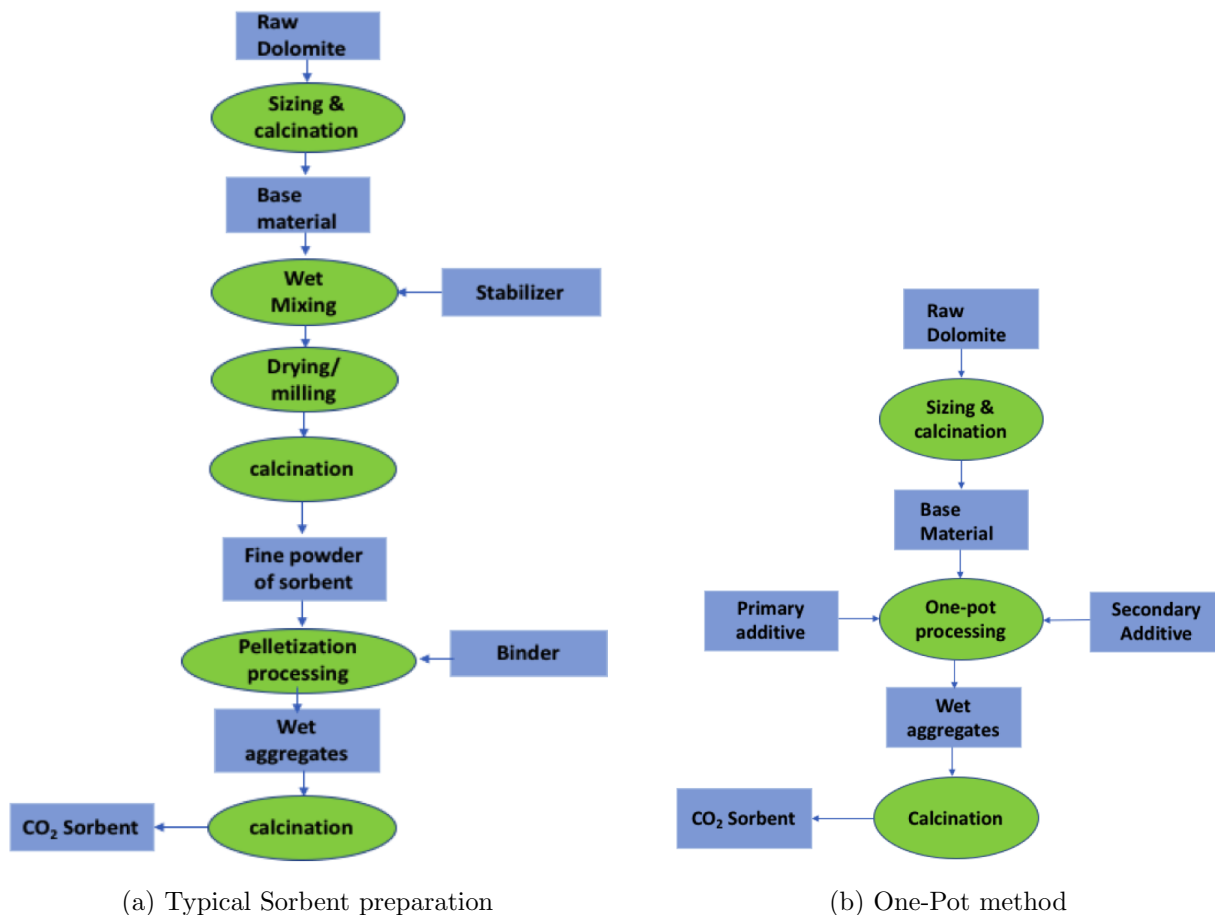 Raw
Dolomite
Sizing &
calcination
Base
material
Wet
Mixing
Stabilizer
Drying/
milling
calcination
Fine powder
of sorbent
Pelletization
processing
Binder
Wet
aggregates
CO₂ Sorbent
calcination
(a) Typical Sorbent preparation
Raw
Dolomite
Sizing &
calcination
Base
Material
Primary
additive
One-pot
processing
Secondary
Additive
Wet
aggregates
CO₂ Sorbent
Calcination
(b) One-Pot method